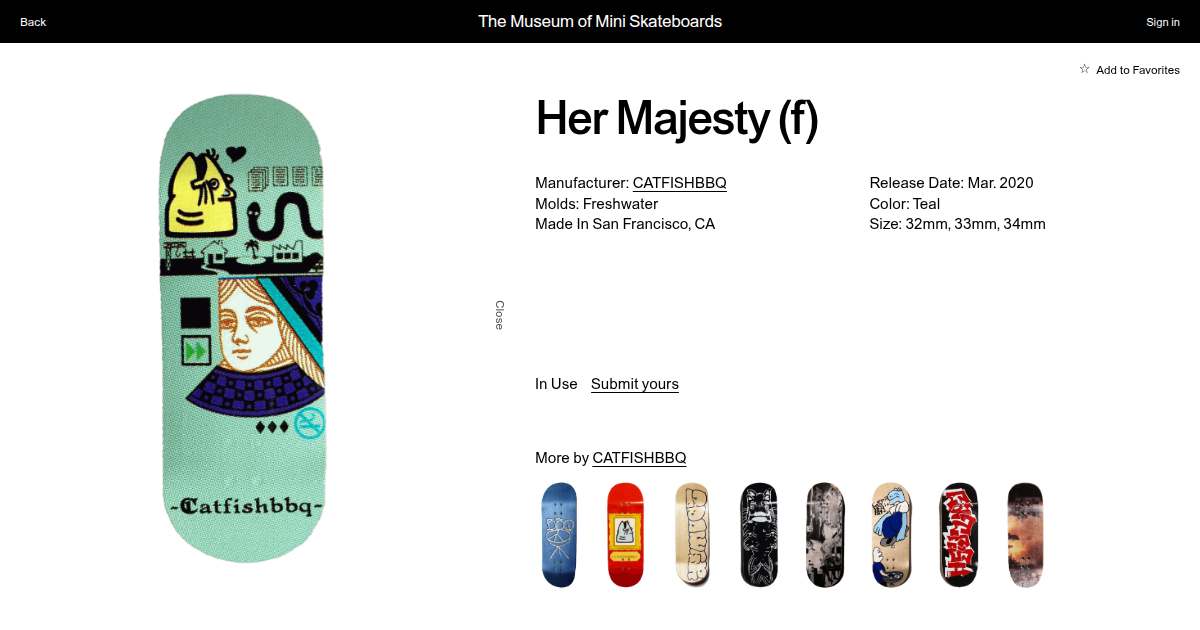 Back
The Museum of Mini Skateboards
Sign in
☆ Add to Favorites
Her Majesty (f)
Manufacturer: CATFISHBBQ
Molds: Freshwater
Made In San Francisco, CA
Release Date: Mar. 2020
Color: Teal
Size: 32mm, 33mm, 34mm
Close
In Use Submit yours
More by CATFISHBBQ
-Catfishbbq-